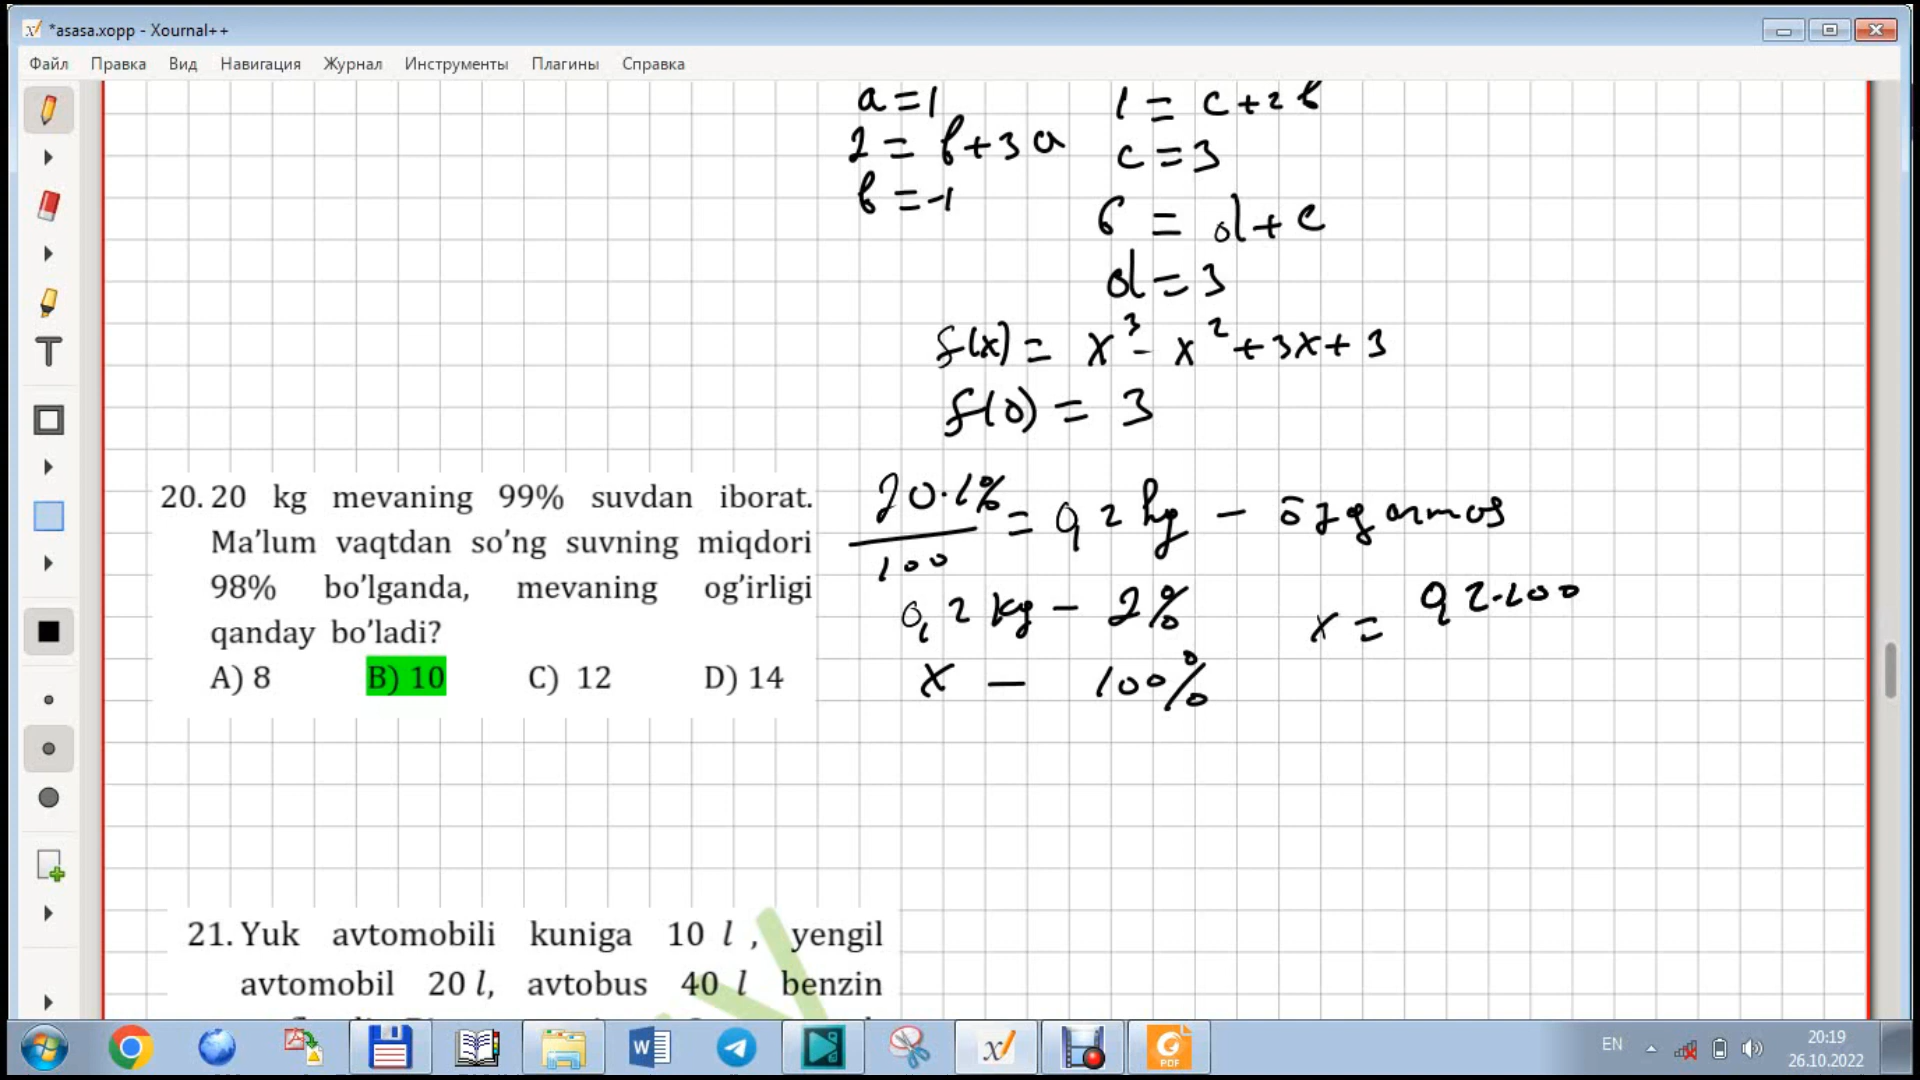 *asasa.xopp - Xournal++
Файл Правка Вид Навигация Журнал Инструменты Плагины Справка
a=1
2=b+3a
b=-1
1=c+2b
c=3
6=d+c
d=3
f(x)=x³-x²+3x+3
f(0)=3
20. 20 kg mevaning 99% suvdan iborat.
Ma’lum vaqtdan so’ng suvning miqdori
98% bo’lganda, mevaning og’irligi
qanday bo’ladi?
A) 8 B) 10 C) 12 D) 14
20·1%/100=0,2 kg - o̅zgarmos
0,2 kg - 2%
x - 100%
x=0,2·100
21. Yuk avtomobili kuniga 10 l , yengil
avtomobil 20 l, avtobus 40 l benzin
EN 20:19
26.10.2022